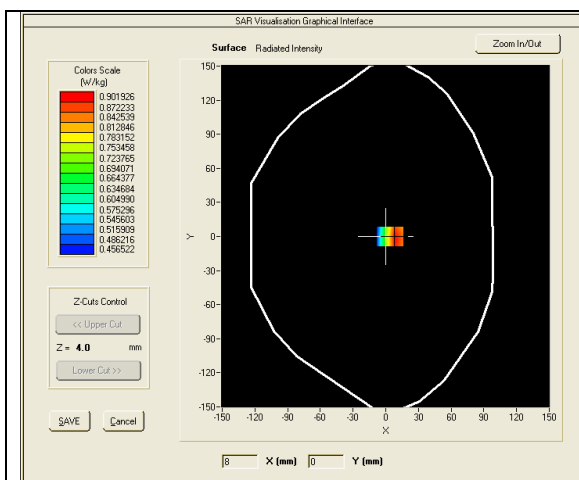 SAR Visualisation Graphical Interface
Surface Radiated Intensity
Zoom In/Out
Colors Scale
(W/kg)
0.901926
0.872233
0.842539
0.812846
0.783152
0.753458
0.723765
0.694071
0.664377
0.634684
0.604990
0.575296
0.545603
0.515909
0.486216
0.456522
Z-Cuts Control
<< Upper Cut
Z = 4.0 mm
Lower Cut >>
SAVE Cancel
150-
120-
90-
60-
30-
0-
-30-
-60-
-90-
-120-
-150-
Y
-150 -120 -90 -60 -30 0 30 60 90 120 150
X
8 X (mm) 0 Y (mm)